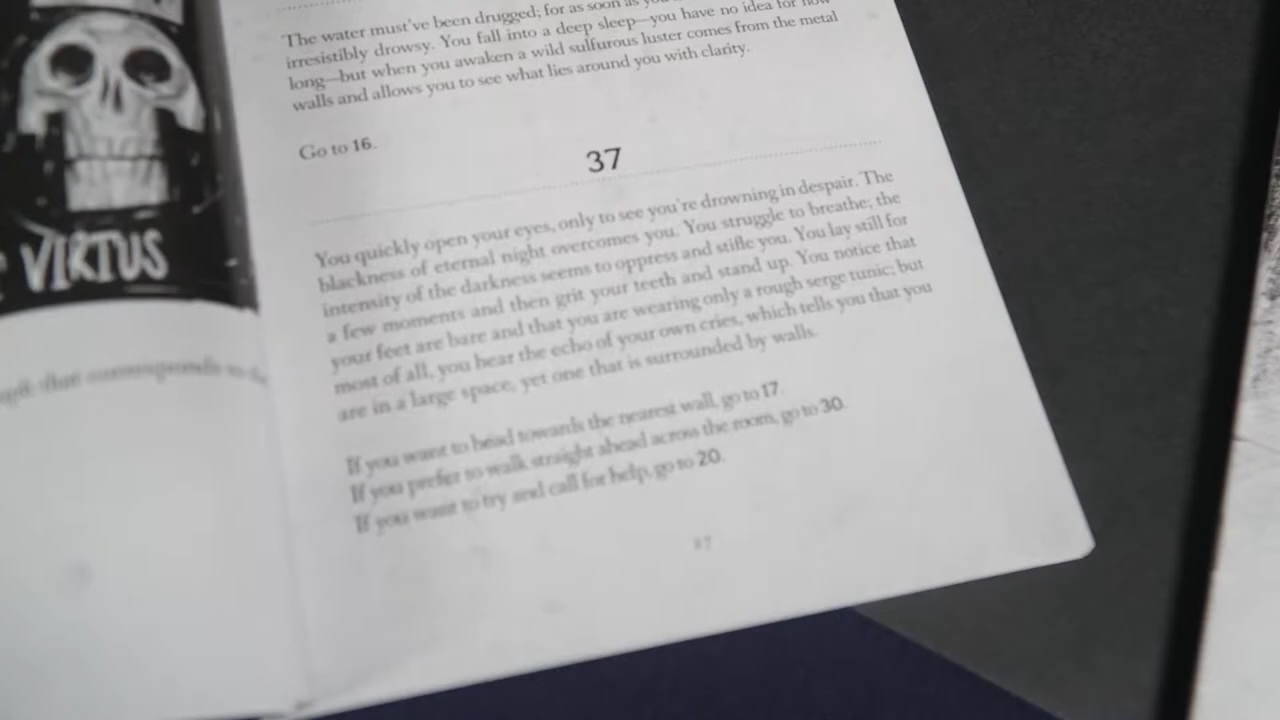 The water must've been drugged; for as soon as
irresistibly drowsy. You fall into a deep sleep—you have no idea for how
long—but when you awaken a wild sulfurous luster comes from the metal
walls and allows you to see what lies around you with clarity.
Go to 16.
37
You quickly open your eyes, only to see you're drowning in despair. The
blackness of eternal night overcomes you. You struggle to breathe; the
intensity of the darkness seems to oppress and stifle you. You lay still for
a few moments and then grit your teeth and stand up. You notice that
your feet are bare and that you are wearing only a rough serge tunic; but
most of all, you hear the echo of your own cries, which tells you that you
are in a large space, yet one that is surrounded by walls.
If you want to head towards the nearest wall, go to 17.
If you prefer to walk straight ahead across the room, go to 30.
If you want to try and call for help, go to 20.
VIRTUS
that corresponds to